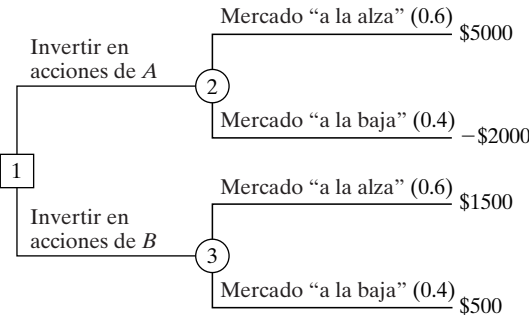 Mercado “a la alza” (0.6)
$5000
Invertir en
acciones de A
2
Mercado “a la baja” (0.4)
−$2000
1
Mercado “a la alza” (0.6)
$1500
Invertir en
acciones de B
3
Mercado “a la baja” (0.4)
$500